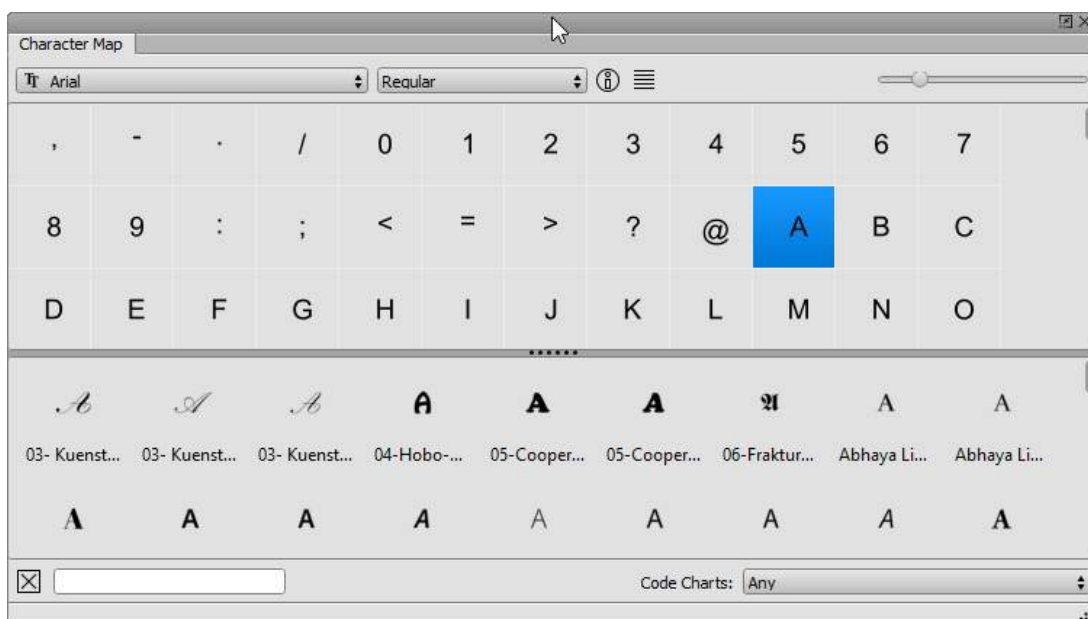 Character Map
Arial Regular
, - . / 0 1 2 3 4 5 6 7
8 9 : ; < = > ? @ A B C
D E F G H I J K L M N O
A A A A A A 𝕬 A A
03- Kuenst... 03- Kuenst... 03- Kuenst... 04-Hobo-... 05-Cooper... 05-Cooper... 06-Fraktur... Abhaya Li... Abhaya Li...
A A A A A A A A A
Code Charts: Any